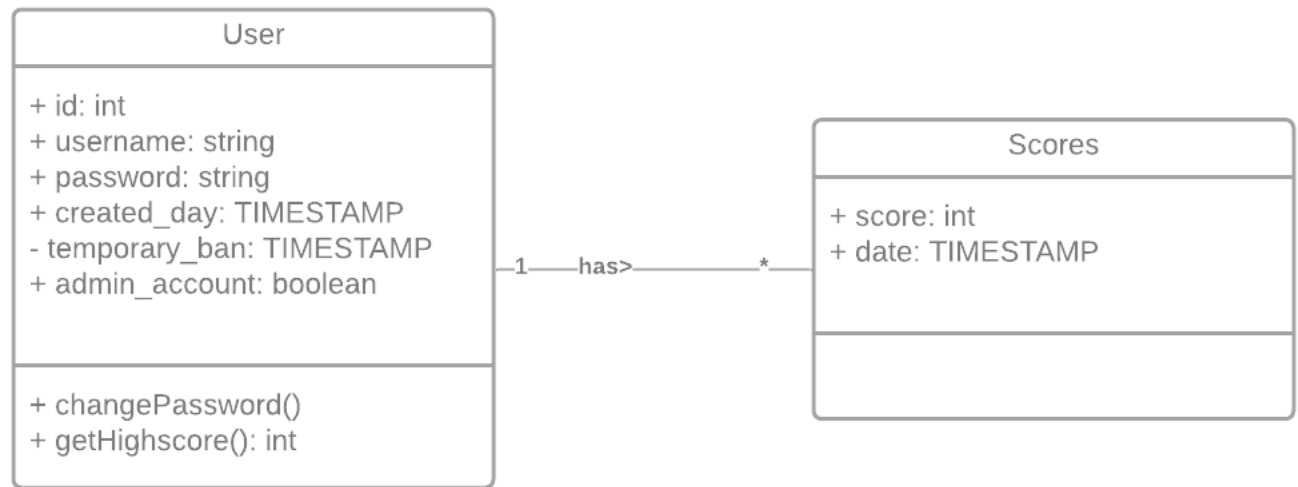 User
+ id: int
+ username: string
+ password: string
+ created_day: TIMESTAMP
- temporary_ban: TIMESTAMP
+ admin_account: boolean
+ changePassword()
+ getHighscore(): int
1 has> *
Scores
+ score: int
+ date: TIMESTAMP